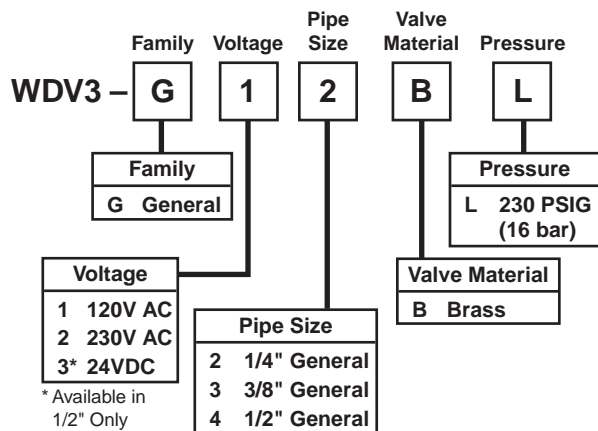 Family Voltage Pipe Size Valve Material Pressure
WDV3 – G 1 2 B L
Family
G General
Pressure
L 230 PSIG
(16 bar)
Voltage
1 120V AC
2 230V AC
3* 24VDC
* Available in
1/2" Only
Pipe Size
2 1/4" General
3 3/8" General
4 1/2" General
Valve Material
B Brass